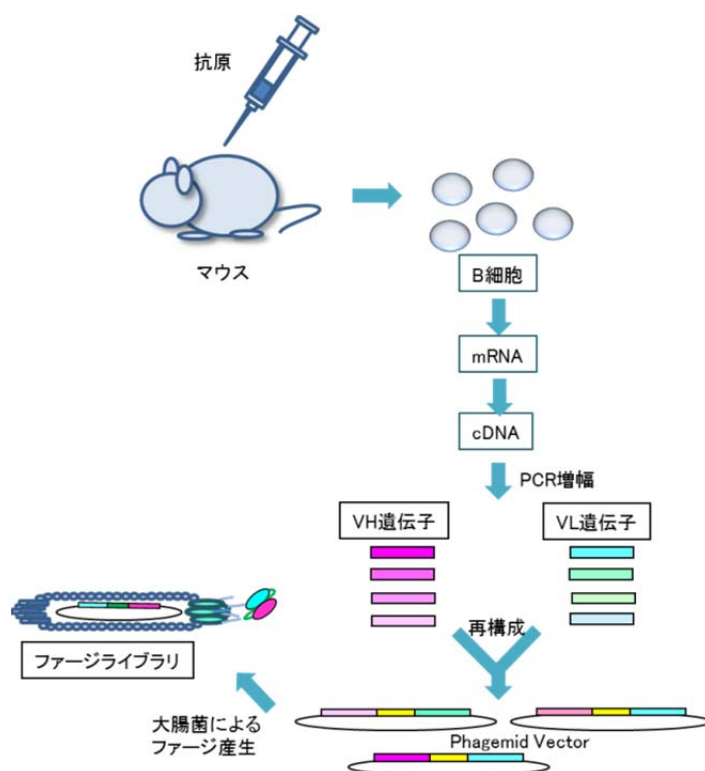 抗原
マウス
B細胞
mRNA
cDNA
PCR増幅
VH遺伝子
VL遺伝子
再構成
Phagemid Vector
大腸菌による
ファージ産生
ファージライブラリ